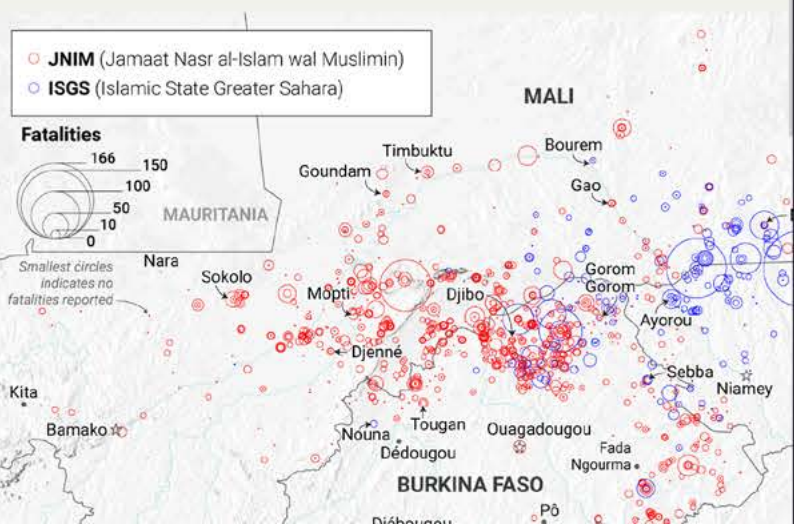 JNIM (Jamaat Nasr al-Islam wal Muslimin)
ISGS (Islamic State Greater Sahara)
Fatalities
166
150
100
50
10
0
Smallest circles
indicates no
fatalities reported
MAURITANIA
MALI
Timbuktu
Goundam
Bourem
Gao
Nara
Sokolo
Mopti
Djibo
Gorom
Gorom
Ayorou
Djenné
Sebba
Niamey
Kita
Bamako
Nouna
Tougan
Dédougou
Ouagadougou
Fada
Ngourma
BURKINA FASO
Pô